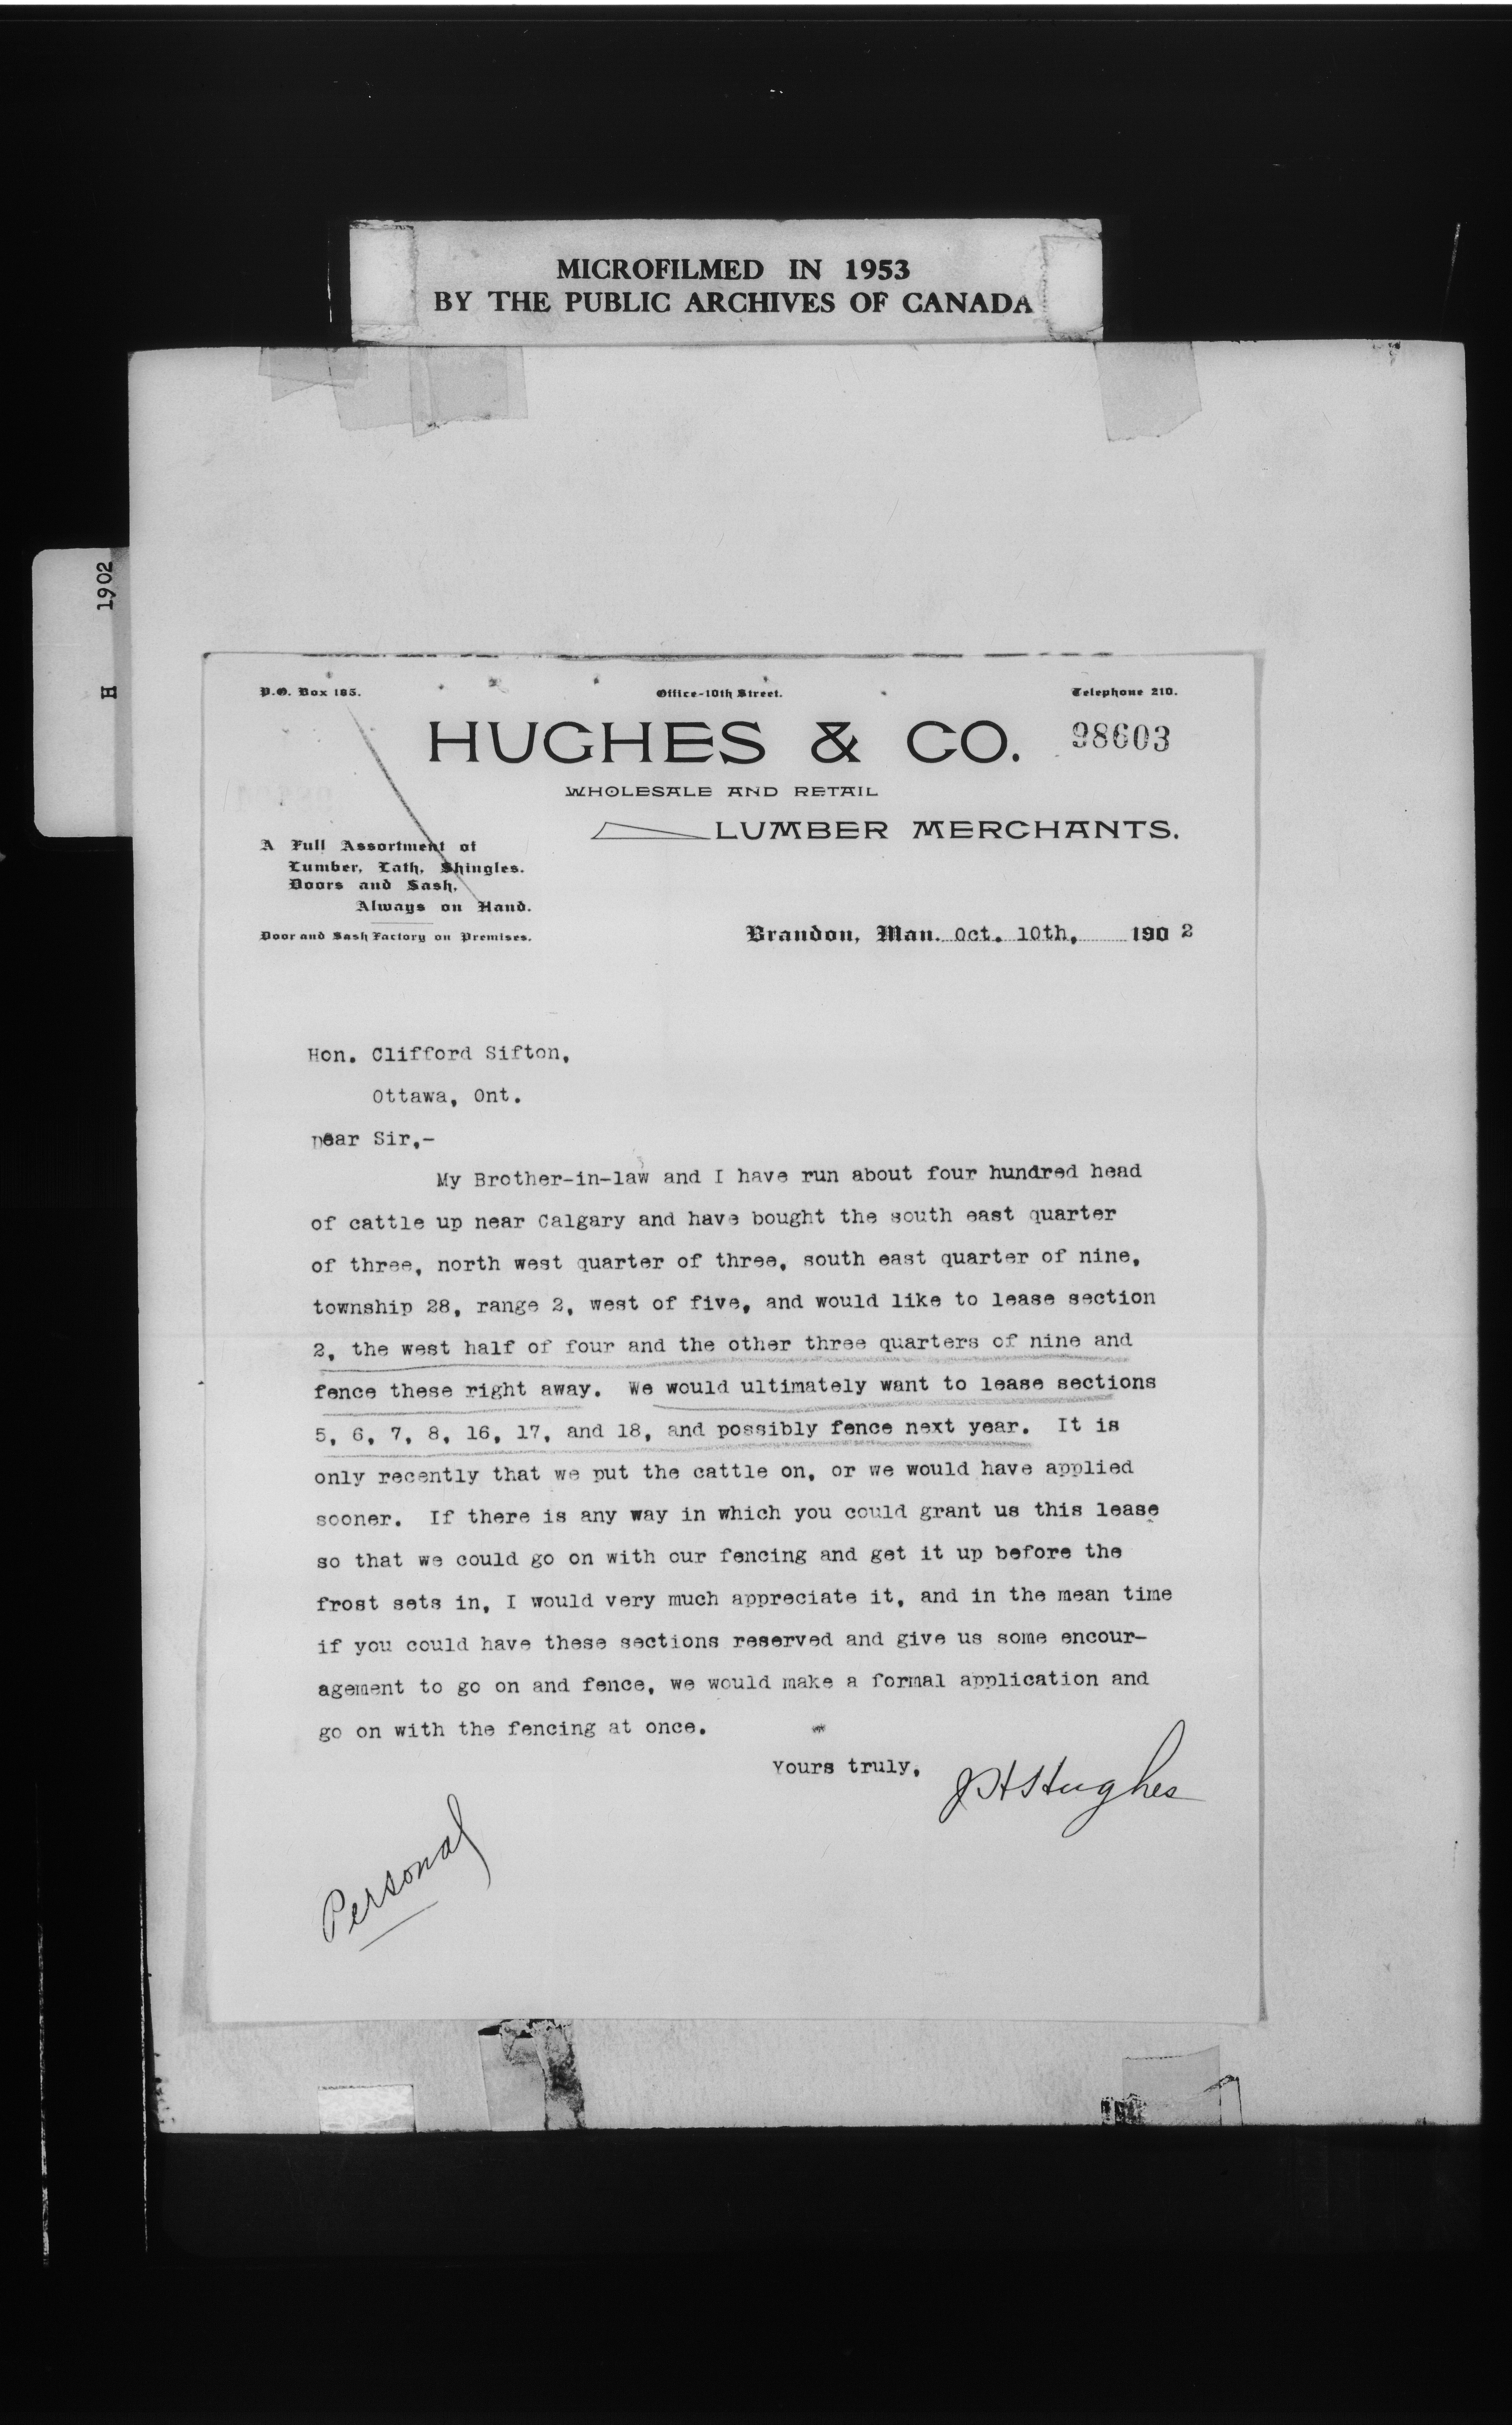 MICROFILMED IN 1953
BY THE PUBLIC ARCHIVES OF CANADA
1902
H
P.O. Box 185.
Office-10th Street.
Telephone 210.
HUGHES & CO.
98603
WHOLESALE AND RETAIL
LUMBER MERCHANTS.
A Full Assortment of
Lumber, Lath, Shingles.
Doors and Sash,
Always on Hand.
Door and Sash Factory on Premises.
Brandon, Man. Oct. 10th, 1902
Hon. Clifford Sifton,
Ottawa, Ont.
Dear Sir,-
My Brother-in-law and I have run about four hundred head
of cattle up near Calgary and have bought the south east quarter
of three, north west quarter of three, south east quarter of nine,
township 28, range 2, west of five, and would like to lease section
2, the west half of four and the other three quarters of nine and
fence these right away. We would ultimately want to lease sections
5, 6, 7, 8, 16, 17, and 18, and possibly fence next year. It is
only recently that we put the cattle on, or we would have applied
sooner. If there is any way in which you could grant us this lease
so that we could go on with our fencing and get it up before the
frost sets in, I would very much appreciate it, and in the mean time
if you could have these sections reserved and give us some encour-
agement to go on and fence, we would make a formal application and
go on with the fencing at once.
Yours truly,
J H Hughes
Personal